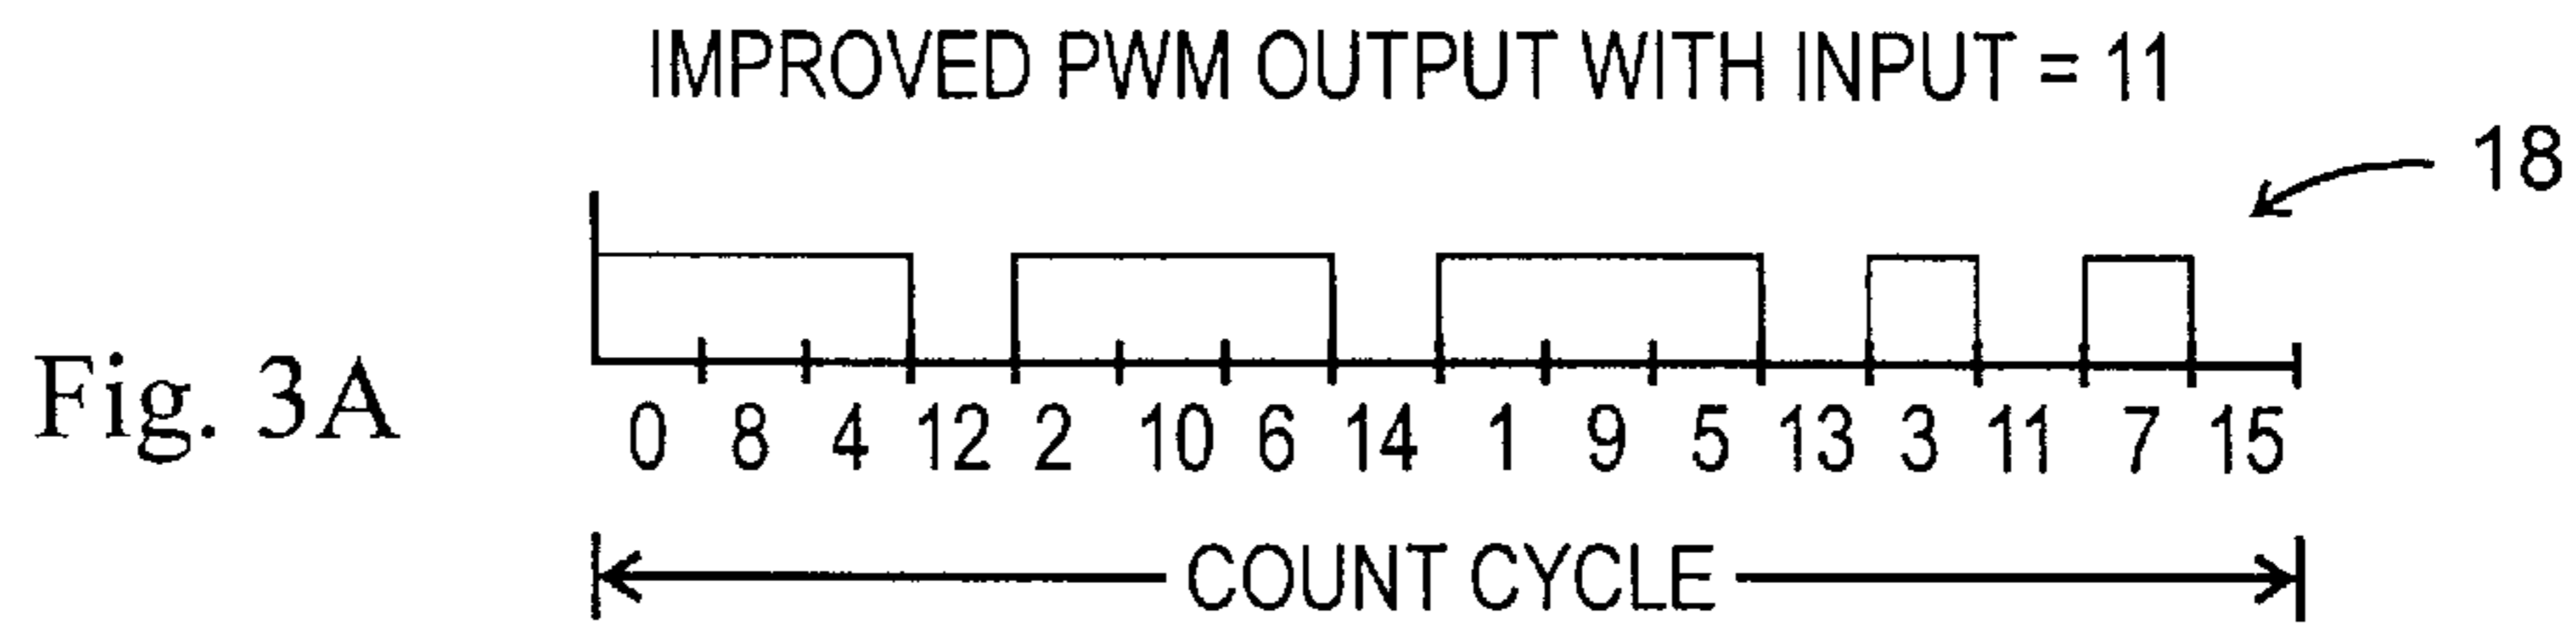 IMPROVED PWM OUTPUT WITH INPUT = 11
18
Fig. 3A
0 8 4 12 2 10 6 14 1 9 5 13 3 11 7 15
COUNT CYCLE